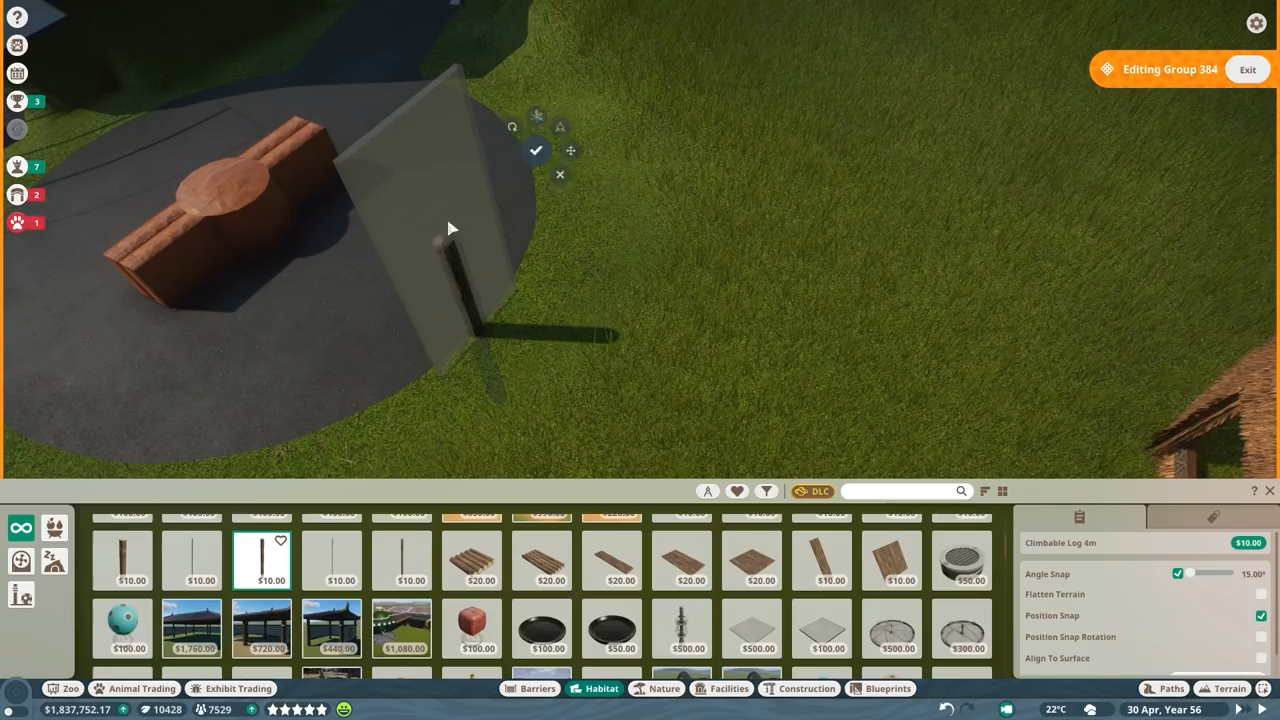 ?
Editing Group 384 Exit
3
7
2
1
DLC
?
$10.00 $10.00 $10.00 $10.00 $10.00 $20.00 $20.00 $20.00 $20.00 $20.00 $10.00 $10.00 $50.00
$100.00 $1,760.00 $720.00 $440.00 $1,080.00 $100.00 $100.00 $50.00 $500.00 $500.00 $100.00 $500.00 $300.00
Climbable Log 4m $10.00
Angle Snap 15.00°
Flatten Terrain
Position Snap
Position Snap Rotation
Align To Surface
Zoo Animal Trading Exhibit Trading Barriers Habitat Nature Facilities Construction Blueprints Paths Terrain
$1,837,752.17 10428 7529 22°C 30 Apr, Year 56